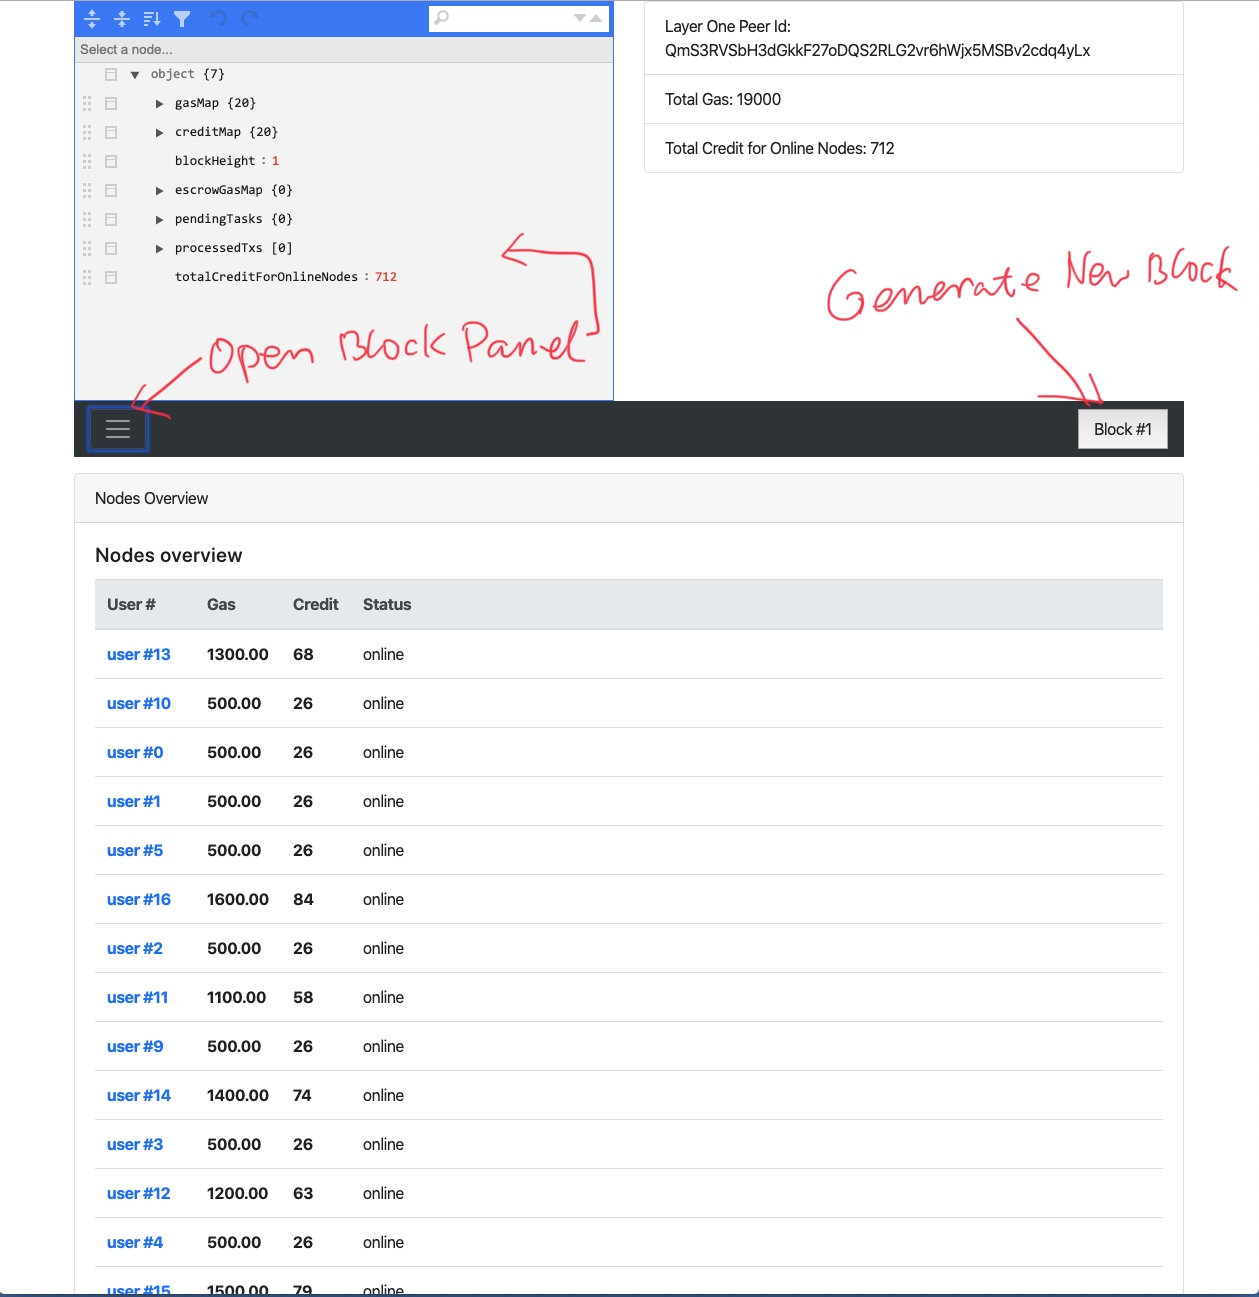 Select a node...
object {7}
gasMap {20}
creditMap {20}
blockHeight : 1
escrowGasMap {0}
pendingTasks {0}
processedTxs [0]
totalCreditForOnlineNodes : 712
Layer One Peer Id:
QmS3RVSbH3dGkkF27oDQS2RLG2vr6hWjx5MSBv2cdq4yLx
Total Gas: 19000
Total Credit for Online Nodes: 712
Open Block Panel
Generate New Block
Block #1
Nodes Overview
Nodes overview
User # Gas Credit Status
user #13 1300.00 68 online
user #10 500.00 26 online
user #0 500.00 26 online
user #1 500.00 26 online
user #5 500.00 26 online
user #16 1600.00 84 online
user #2 500.00 26 online
user #11 1100.00 58 online
user #9 500.00 26 online
user #14 1400.00 74 online
user #3 500.00 26 online
user #12 1200.00 63 online
user #4 500.00 26 online
user #15 1500.00 79 online